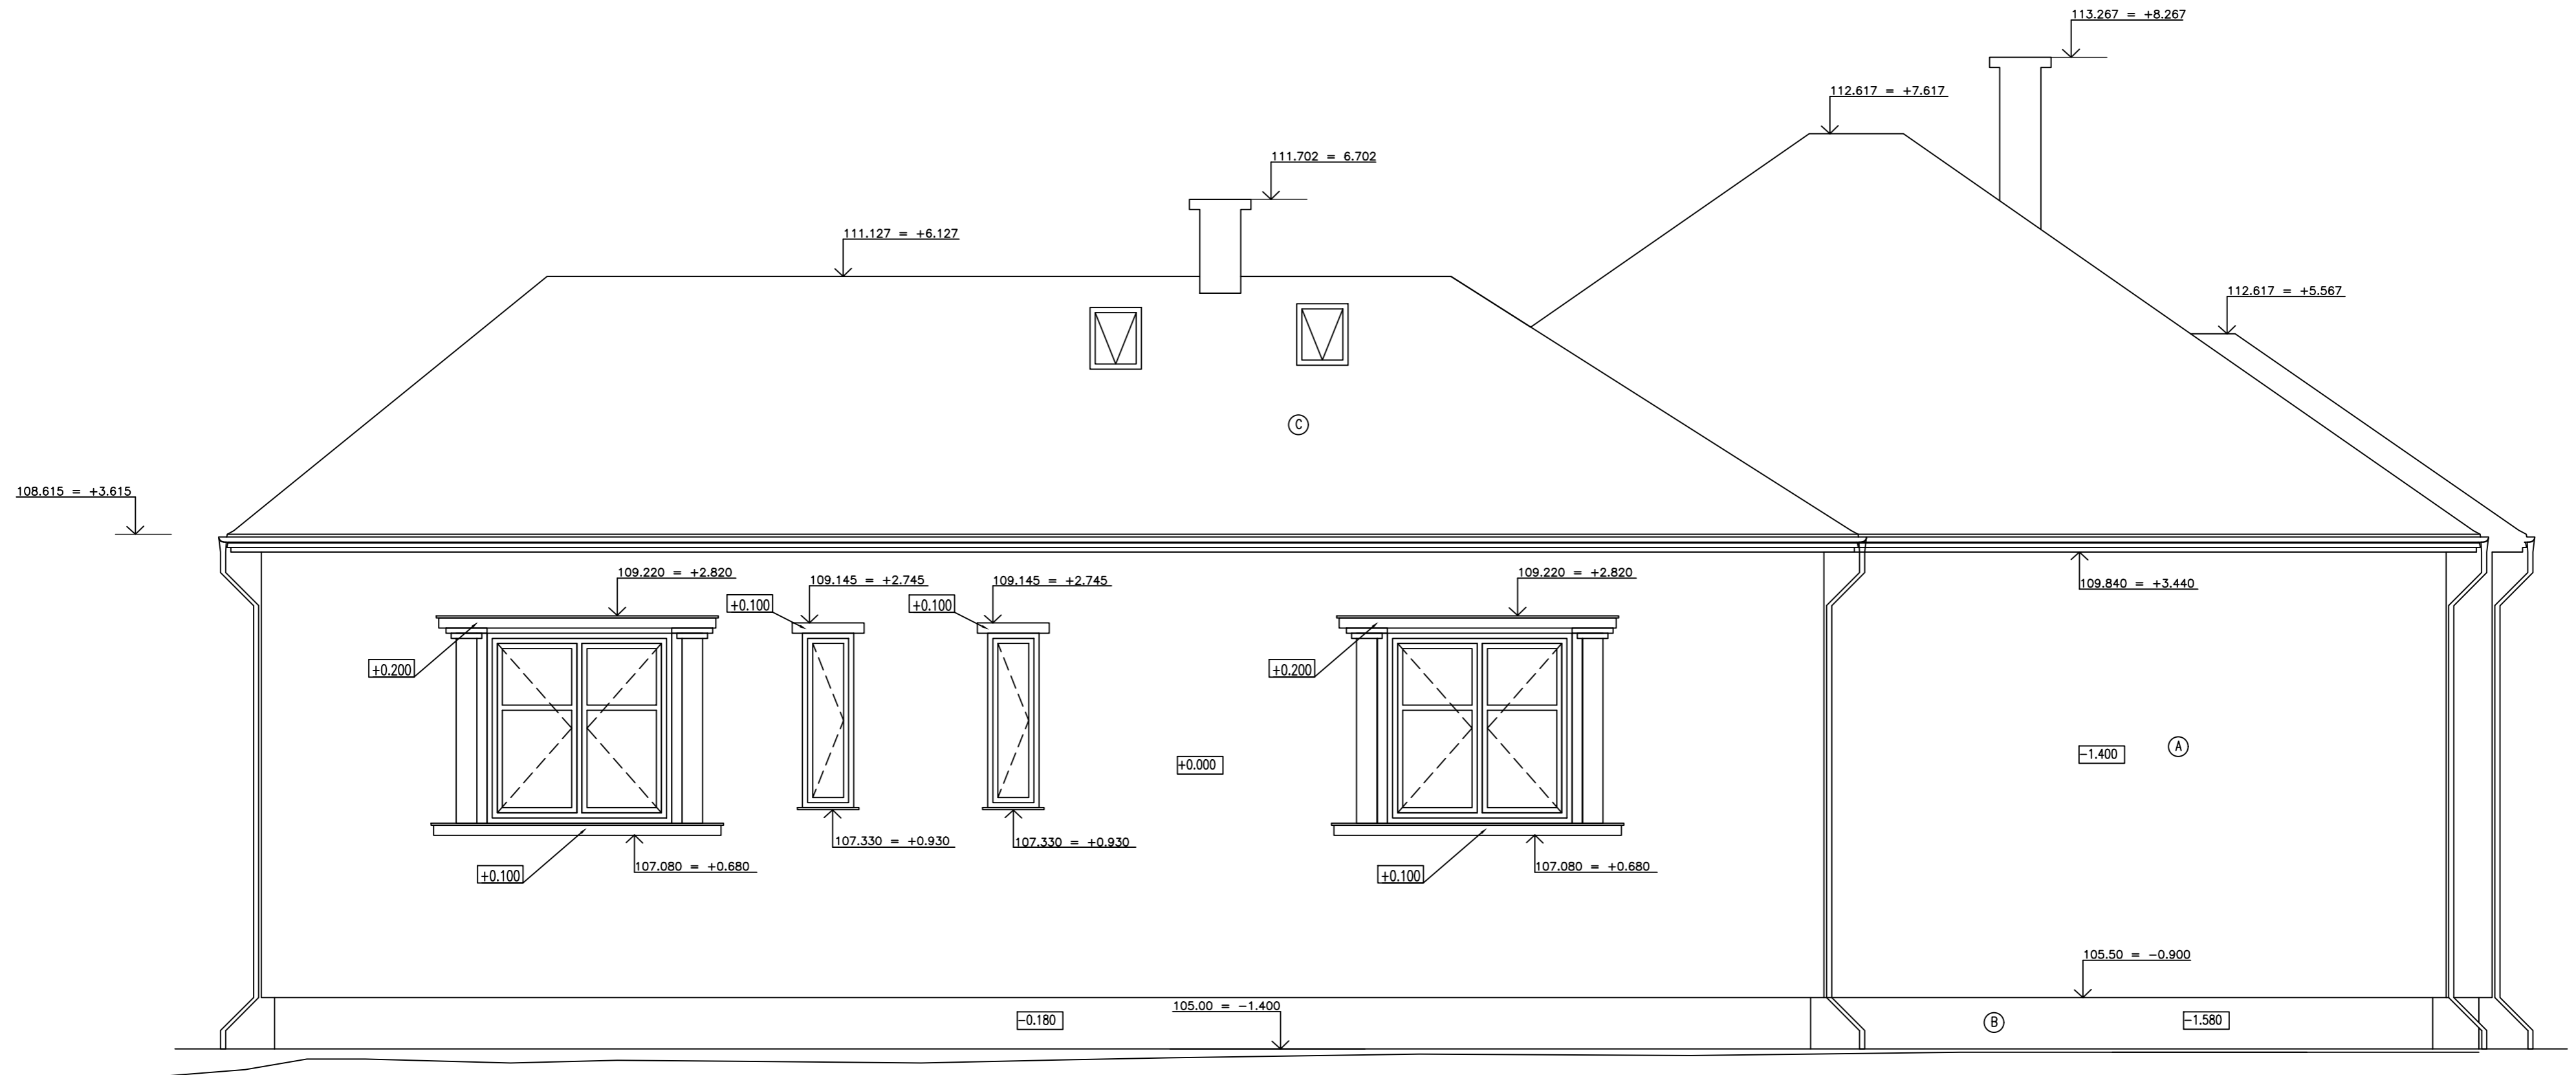 113.267 = +8.267
112.617 = +7.617
111.702 = 6.702
111.127 = +6.127
112.617 = +5.567
C
108.615 = +3.615
109.220 = +2.820
109.145 = +2.745
109.145 = +2.745
109.220 = +2.820
109.840 = +3.440
+0.100
+0.100
+0.200
+0.200
+0.000
-1.400
A
107.330 = +0.930
107.330 = +0.930
107.080 = +0.680
107.080 = +0.680
+0.100
+0.100
105.50 = -0.900
105.00 = -1.400
-0.180
B
-1.580